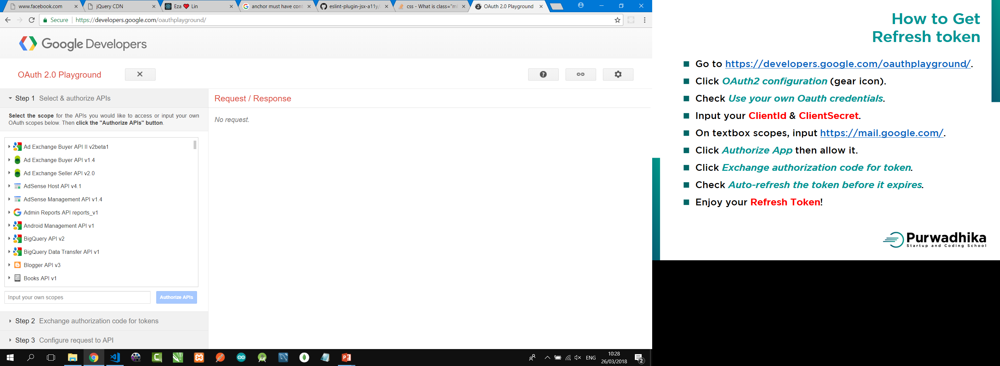 www.facebook.com
jQuery CDN
Eza ❤ Lin
anchor must have cont
eslint-plugin-jsx-a11y/
css - What is class="ml
OAuth 2.0 Playground
Secure
https://developers.google.com/oauthplayground/
Google Developers
OAuth 2.0 Playground
Step 1 Select & authorize APIs
Select the scope for the APIs you would like to access or input your own
OAuth scopes below. Then click the "Authorize APIs" button.
Ad Exchange Buyer API II v2beta1
Ad Exchange Buyer API v1.4
Ad Exchange Seller API v2.0
AdSense Host API v4.1
AdSense Management API v1.4
Admin Reports API reports_v1
Android Management API v1
BigQuery API v2
BigQuery Data Transfer API v1
Blogger API v3
Books API v1
Input your own scopes
Authorize APIs
Step 2 Exchange authorization code for tokens
Step 3 Configure request to API
Request / Response
No request.
ENG
10:28
26/03/2018
2
How to Get
Refresh token
Go to https://developers.google.com/oauthplayground/.
Click OAuth2 configuration (gear icon).
Check Use your own Oauth credentials.
Input your ClientId & ClientSecret.
On textbox scopes, input https://mail.google.com/.
Click Authorize App then allow it.
Click Exchange authorization code for token.
Check Auto-refresh the token before it expires.
Enjoy your Refresh Token!
Purwadhika
Startup and Coding School